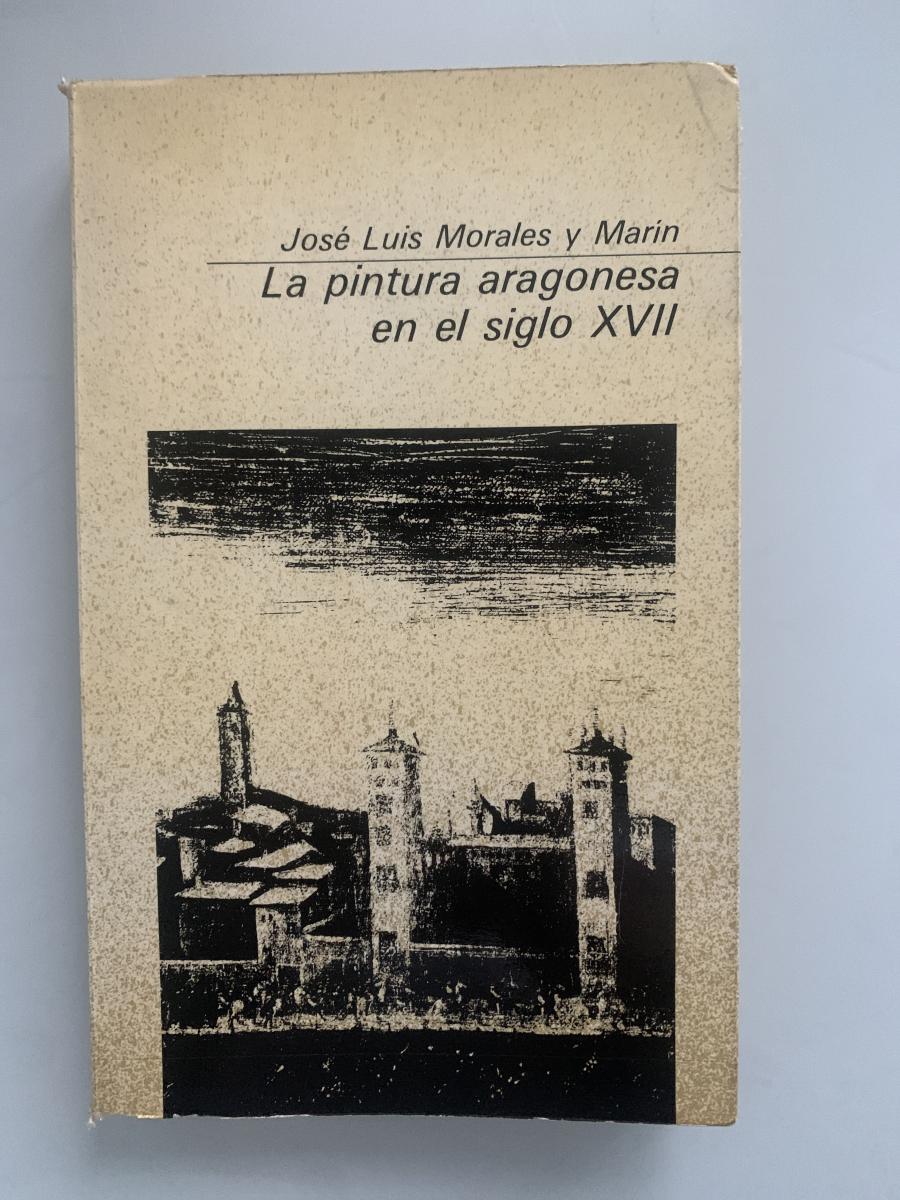 José Luis Morales y Marín
La pintura aragonesa
en el siglo XVII